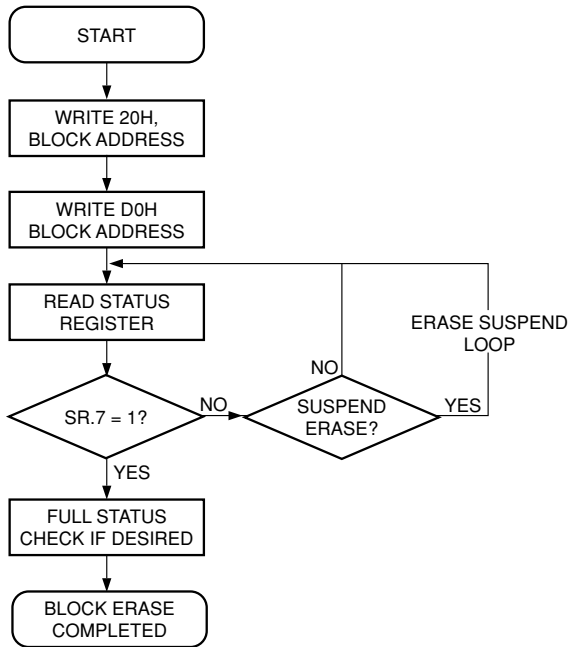 START
WRITE 20H,
BLOCK ADDRESS
WRITE D0H
BLOCK ADDRESS
READ STATUS
REGISTER
ERASE SUSPEND
LOOP
NO
SR.7 = 1?
NO
SUSPEND
ERASE?
YES
YES
FULL STATUS
CHECK IF DESIRED
BLOCK ERASE
COMPLETED